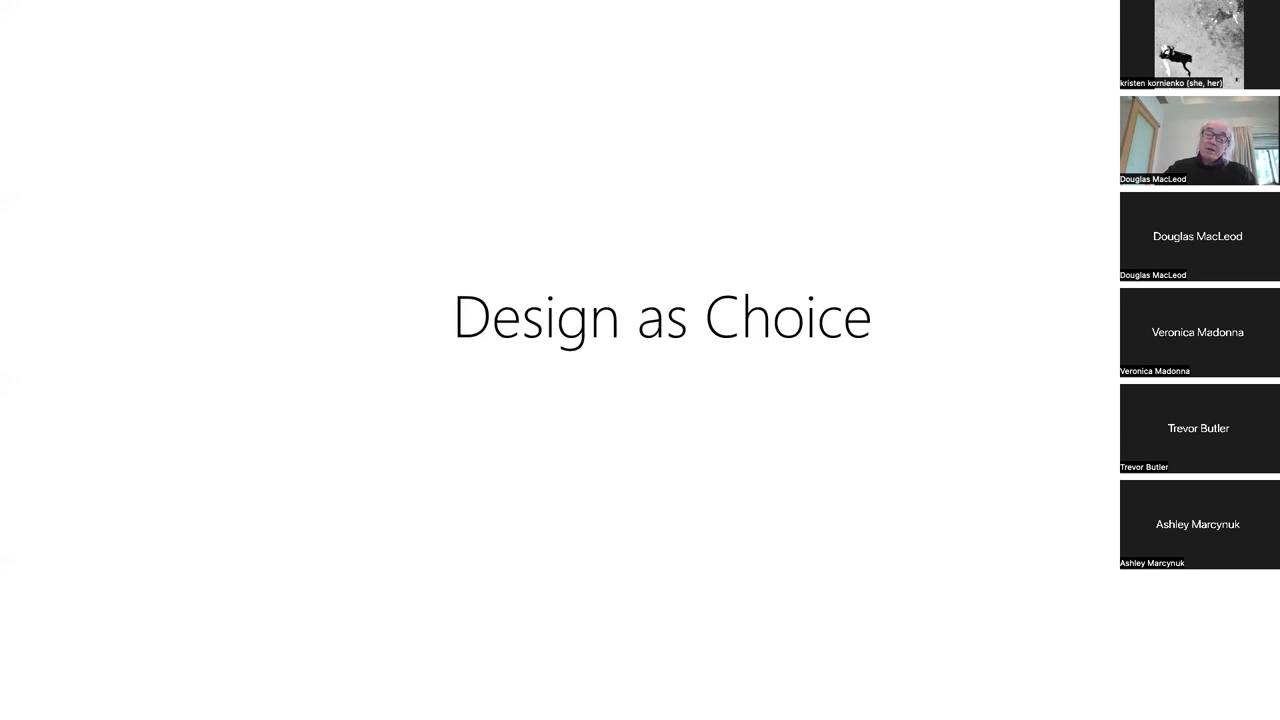 Design as Choice
kristen kornienko (she, her)
Douglas MacLeod
Douglas MacLeod
Douglas MacLeod
Veronica Madonna
Veronica Madonna
Trevor Butler
Trevor Butler
Ashley Marcynuk
Ashley Marcynuk